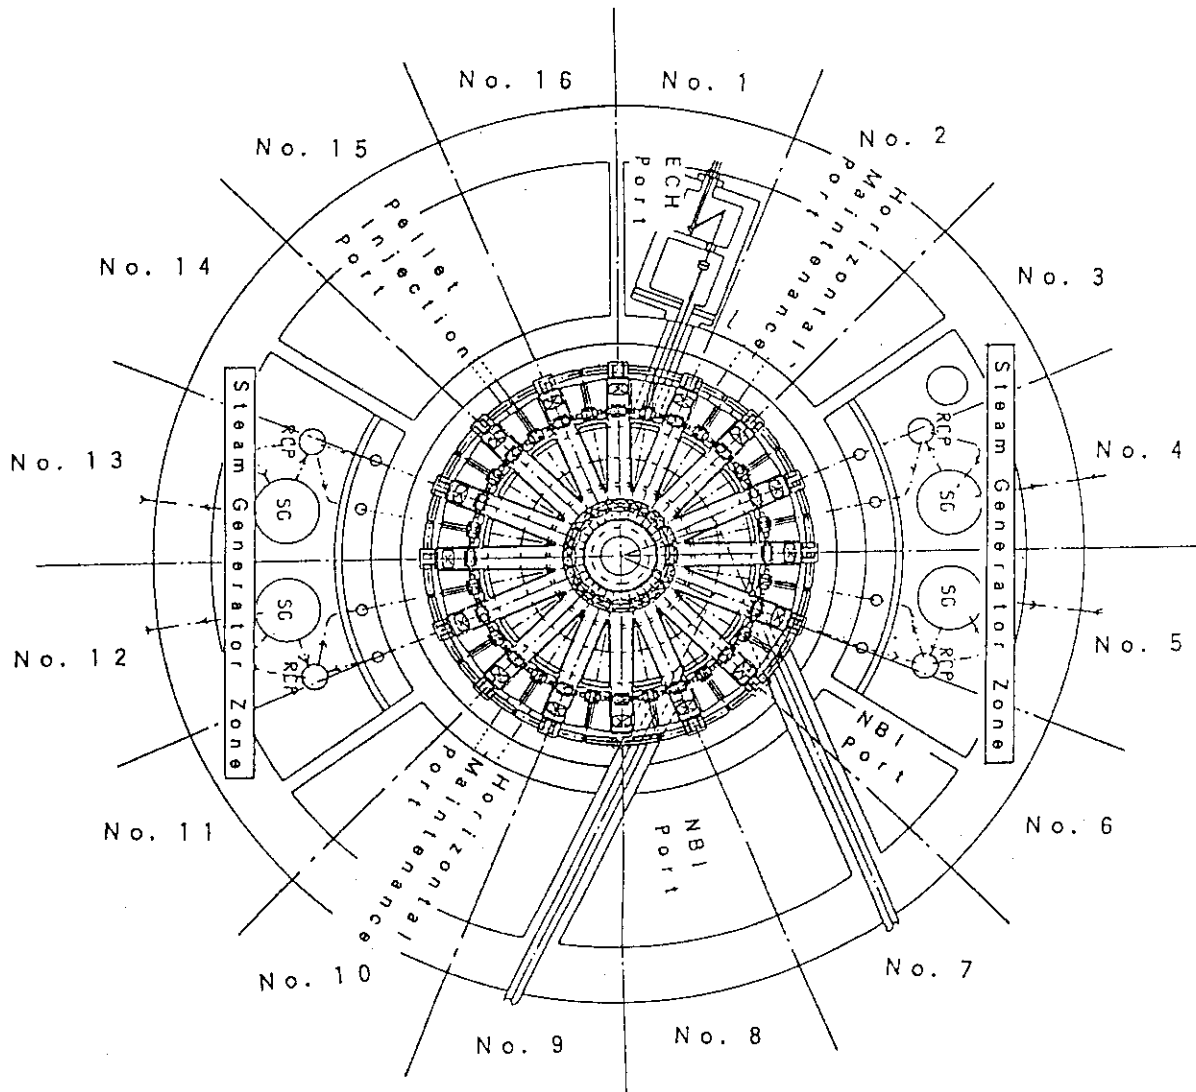 No. 16
No. 1
No. 15
No. 2
ECH
Port
Horizontal
Maintenance
Port
Pellet
Injection
Port
No. 14
No. 3
Steam Generator Zone
Steam Generator Zone
RCP
RCP
No. 13
No. 4
SG
SG
SG
SG
No. 12
No. 5
RCP
RCP
NBI
Port
No. 11
No. 6
Horizontal
Maintenance
Port
NBI
Port
No. 10
No. 7
No. 9
No. 8